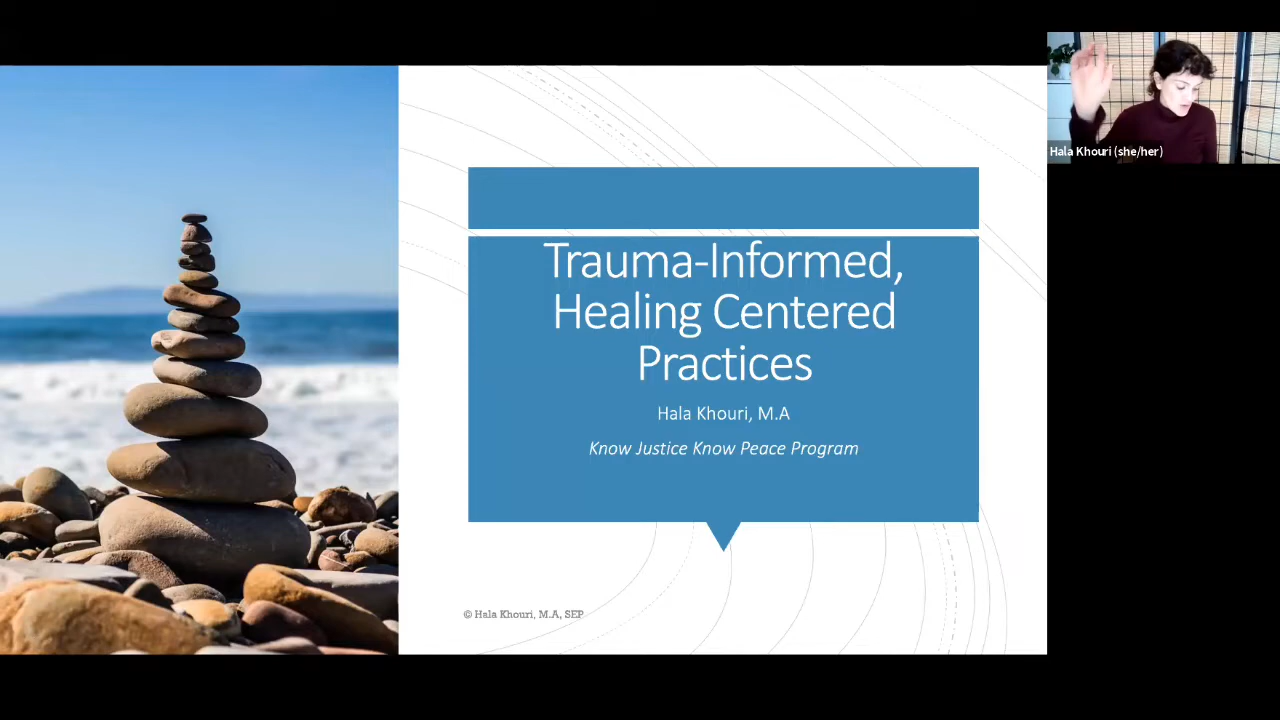 Hala Khouri (she/her)
Trauma-Informed,
Healing Centered
Practices
Hala Khouri, M.A
Know Justice Know Peace Program
© Hala Khouri, M.A, SEP